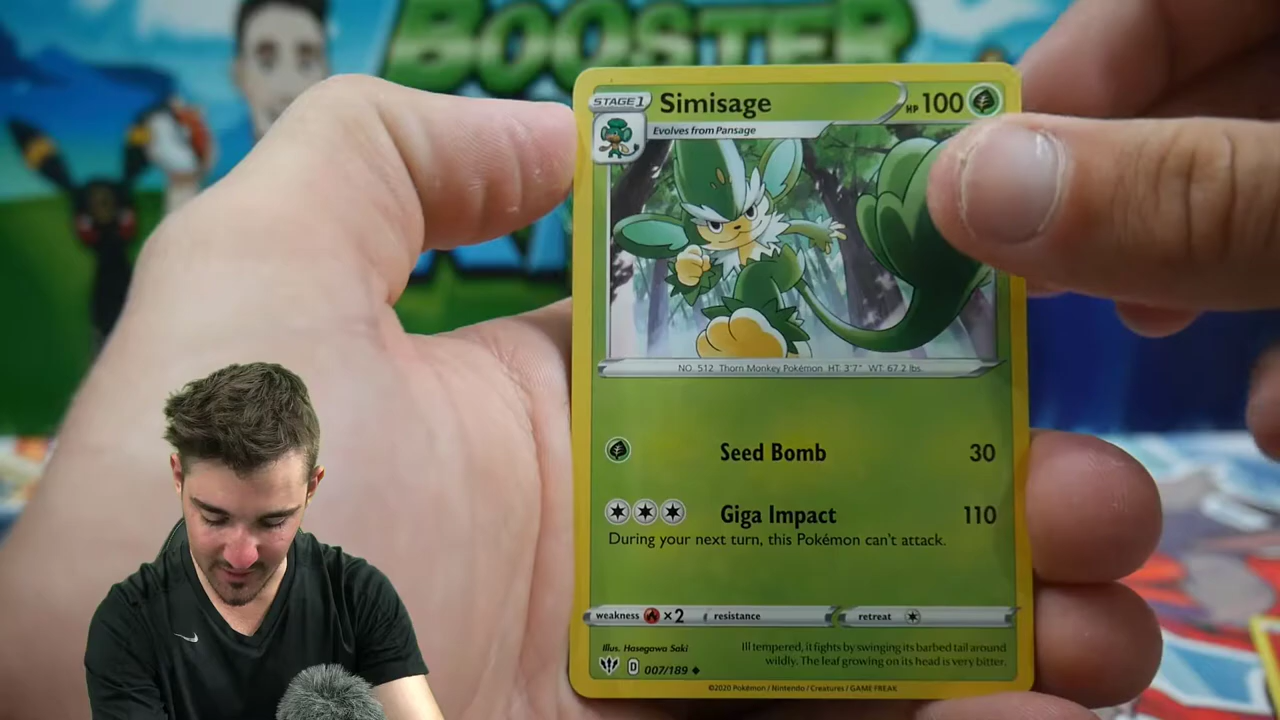 BOOSTER
STAGE 1
Simisage
HP 100
Evolves from Pansage
NO. 512 Thorn Monkey Pokémon HT: 3'7" WT: 67.2 lbs.
Seed Bomb 30
Giga Impact 110
During your next turn, this Pokémon can't attack.
weakness ×2 resistance retreat
Illus. Hasegawa Saki
Ill tempered, it fights by swinging its barbed tail around
wildly. The leaf growing on its head is very bitter.
D 007/189
©2020 Pokémon / Nintendo / Creatures / GAME FREAK